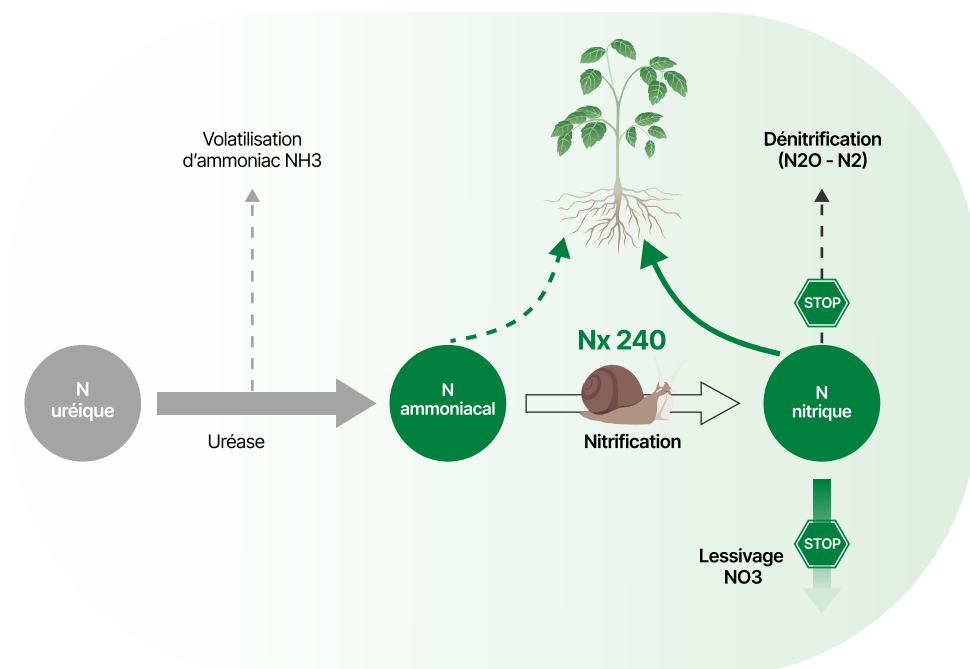 Volatilisation
d'ammoniac NH3
Dénitrification
(N2O - N2)
STOP
Nx 240
N
uréique
N
ammoniacal
N
nitrique
Uréase
Nitrification
STOP
Lessivage
NO3